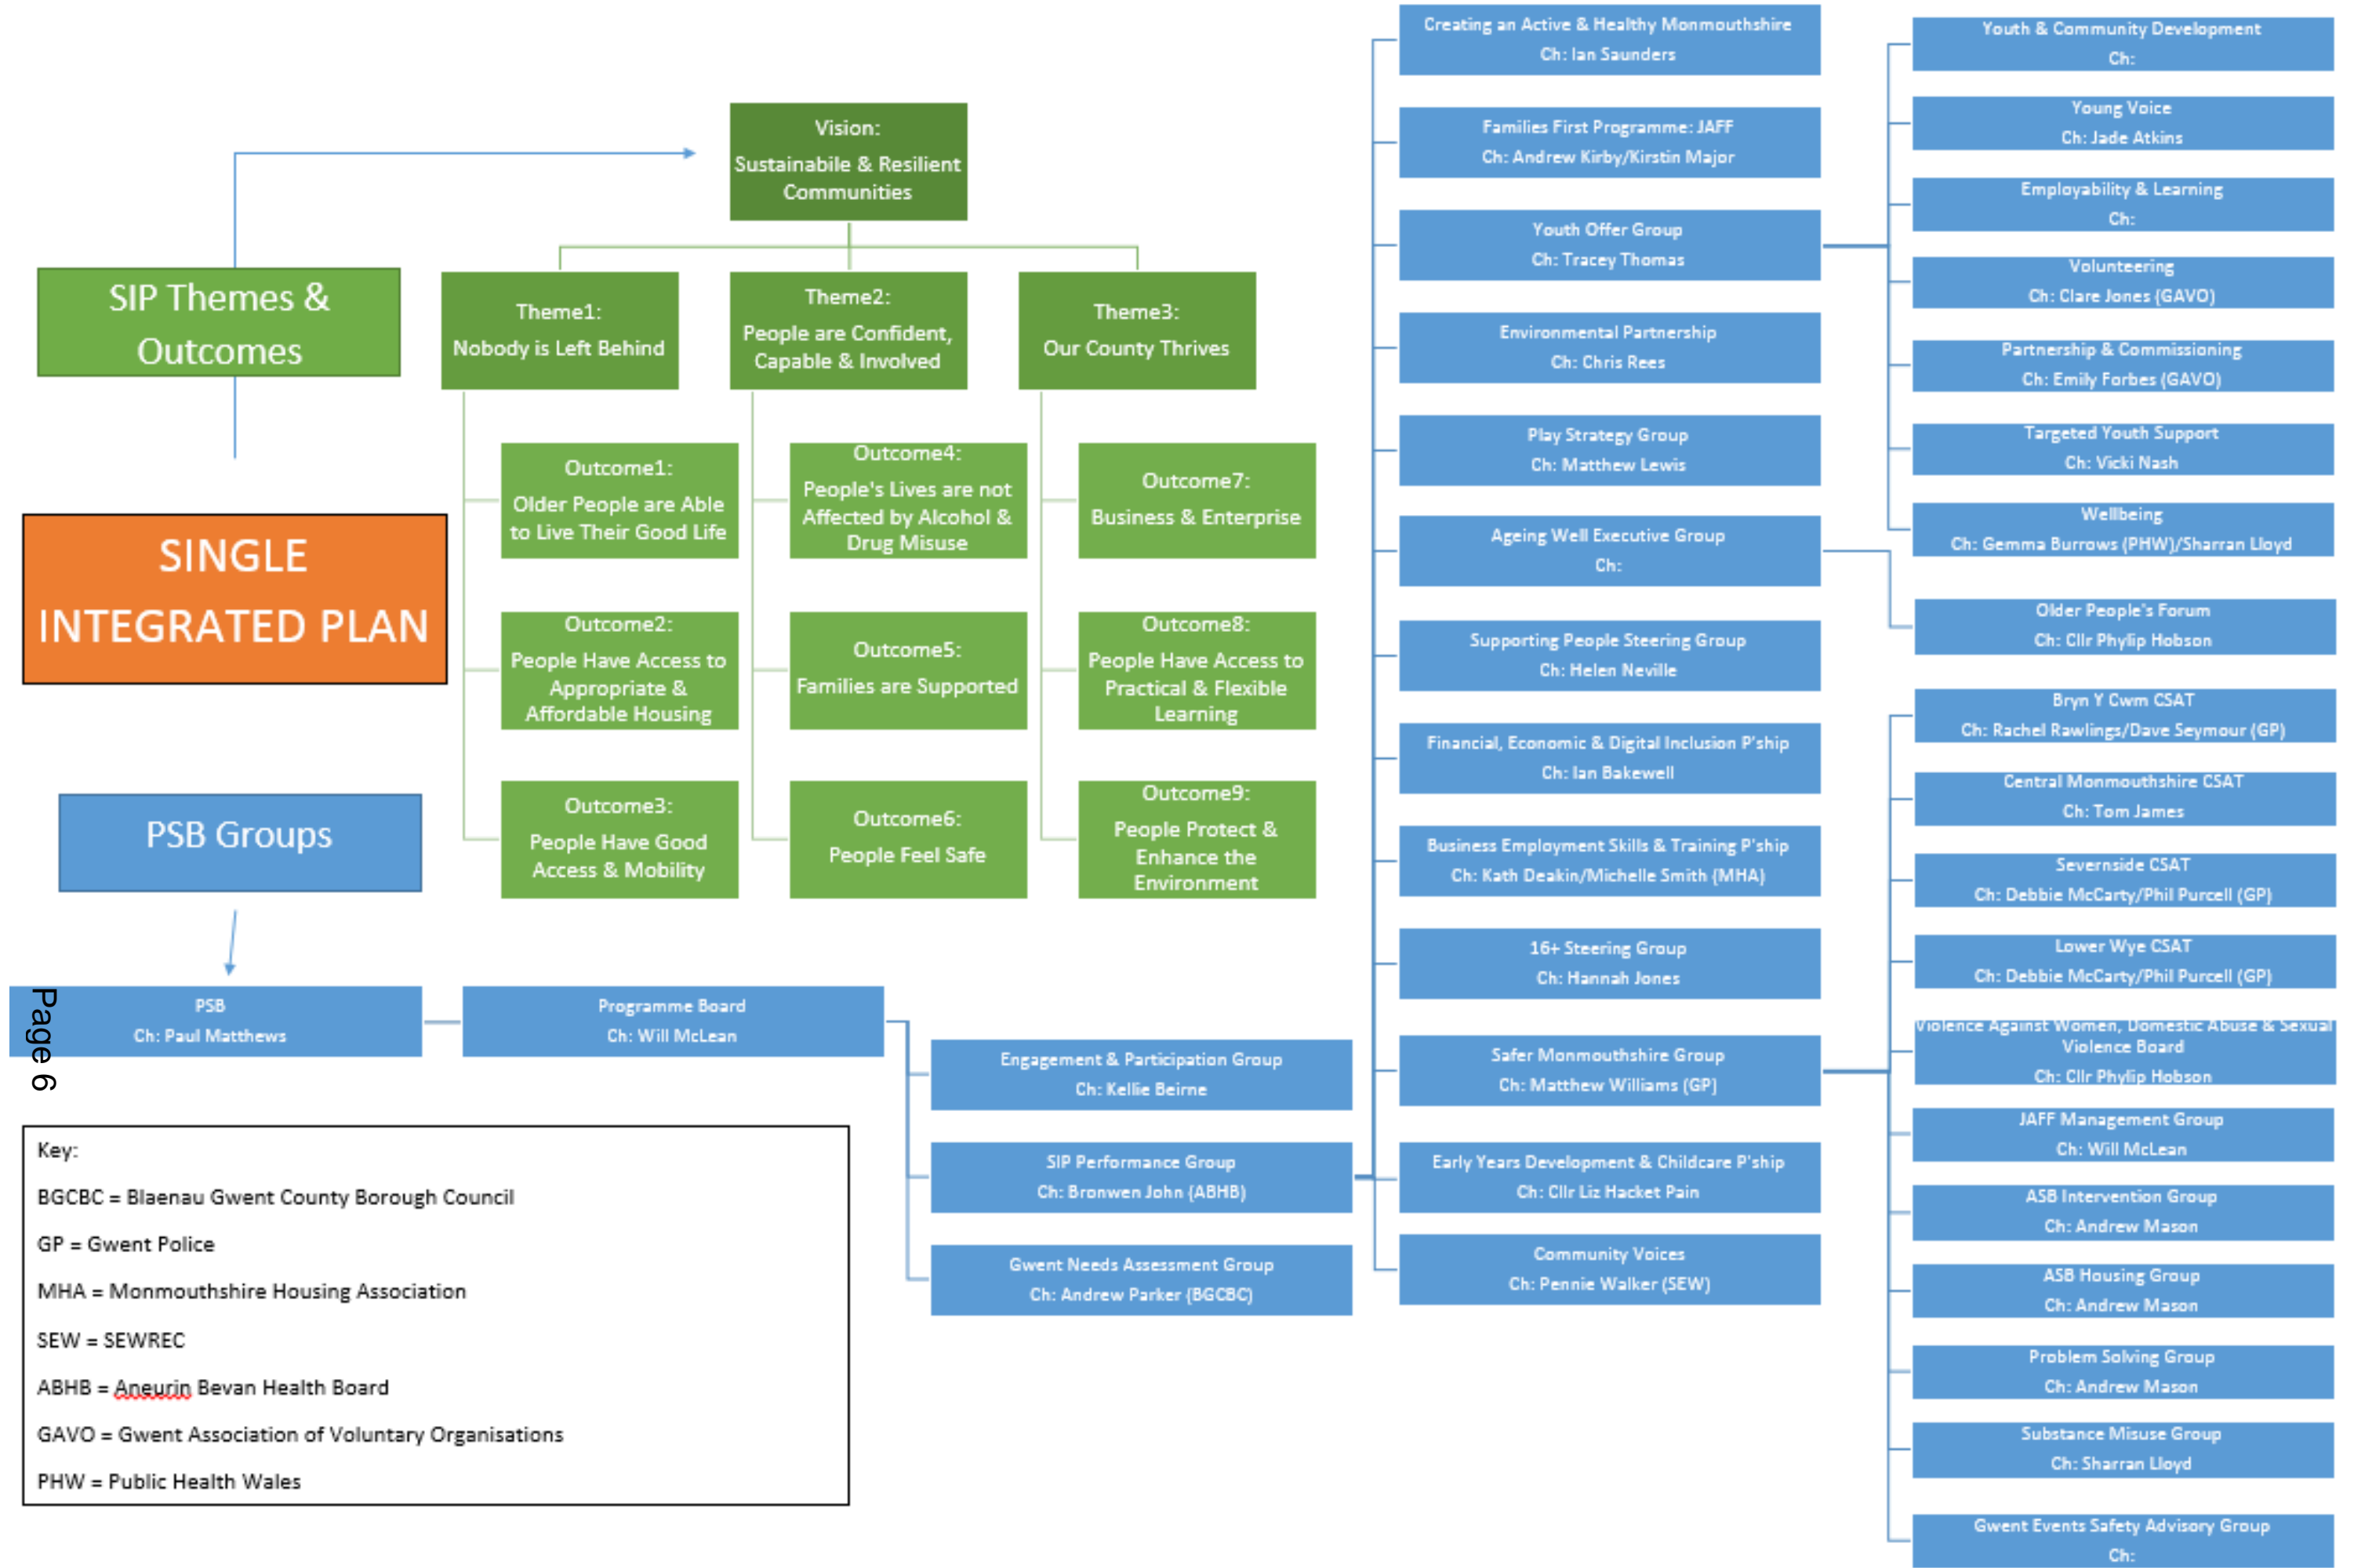 Vision:
Sustainabile & Resilient
Communities
SIP Themes &
Outcomes
Theme1:
Nobody is Left Behind
Theme2:
People are Confident,
Capable & Involved
Theme3:
Our County Thrives
Outcome1:
Older People are Able
to Live Their Good Life
Outcome2:
People Have Access to
Appropriate &
Affordable Housing
Outcome3:
People Have Good
Access & Mobility
Outcome4:
People's Lives are not
Affected by Alcohol &
Drug Misuse
Outcome5:
Families are Supported
Outcome6:
People Feel Safe
Outcome7:
Business & Enterprise
Outcome8:
People Have Access to
Practical & Flexible
Learning
Outcome9:
People Protect &
Enhance the
Environment
SINGLE
INTEGRATED PLAN
PSB Groups
PSB
Ch: Paul Matthews
Page 6
Programme Board
Ch: Will McLean
Engagement & Participation Group
Ch: Kellie Beirne
SIP Performance Group
Ch: Bronwen John (ABHB)
Gwent Needs Assessment Group
Ch: Andrew Parker (BGCBC)
Creating an Active & Healthy Monmouthshire
Ch: Ian Saunders
Families First Programme: JAFF
Ch: Andrew Kirby/Kirstin Major
Youth Offer Group
Ch: Tracey Thomas
Environmental Partnership
Ch: Chris Rees
Play Strategy Group
Ch: Matthew Lewis
Ageing Well Executive Group
Ch:
Supporting People Steering Group
Ch: Helen Neville
Financial, Economic & Digital Inclusion P'ship
Ch: Ian Bakewell
Business Employment Skills & Training P'ship
Ch: Kath Deakin/Michelle Smith (MHA)
16+ Steering Group
Ch: Hannah Jones
Safer Monmouthshire Group
Ch: Matthew Williams (GP)
Early Years Development & Childcare P'ship
Ch: Cllr Liz Hacket Pain
Community Voices
Ch: Pennie Walker (SEW)
Youth & Community Development
Ch:
Young Voice
Ch: Jade Atkins
Employability & Learning
Ch:
Volunteering
Ch: Clare Jones (GAVO)
Partnership & Commissioning
Ch: Emily Forbes (GAVO)
Targeted Youth Support
Ch: Vicki Nash
Wellbeing
Ch: Gemma Burrows (PHW)/Sharran Lloyd
Older People's Forum
Ch: Cllr Phylip Hobson
Bryn Y Cwm CSAT
Ch: Rachel Rawlings/Dave Seymour (GP)
Central Monmouthshire CSAT
Ch: Tom James
Severnside CSAT
Ch: Debbie McCarty/Phil Purcell (GP)
Lower Wye CSAT
Ch: Debbie McCarty/Phil Purcell (GP)
Violence Against Women, Domestic Abuse & Sexual
Violence Board
Ch: Cllr Phylip Hobson
JAFF Management Group
Ch: Will McLean
ASB Intervention Group
Ch: Andrew Mason
ASB Housing Group
Ch: Andrew Mason
Problem Solving Group
Ch: Andrew Mason
Substance Misuse Group
Ch: Sharran Lloyd
Gwent Events Safety Advisory Group
Ch:
Key:
BGCBC = Blaenau Gwent County Borough Council
GP = Gwent Police
MHA = Monmouthshire Housing Association
SEW = SEWREC
ABHB = Aneurin Bevan Health Board
GAVO = Gwent Association of Voluntary Organisations
PHW = Public Health Wales